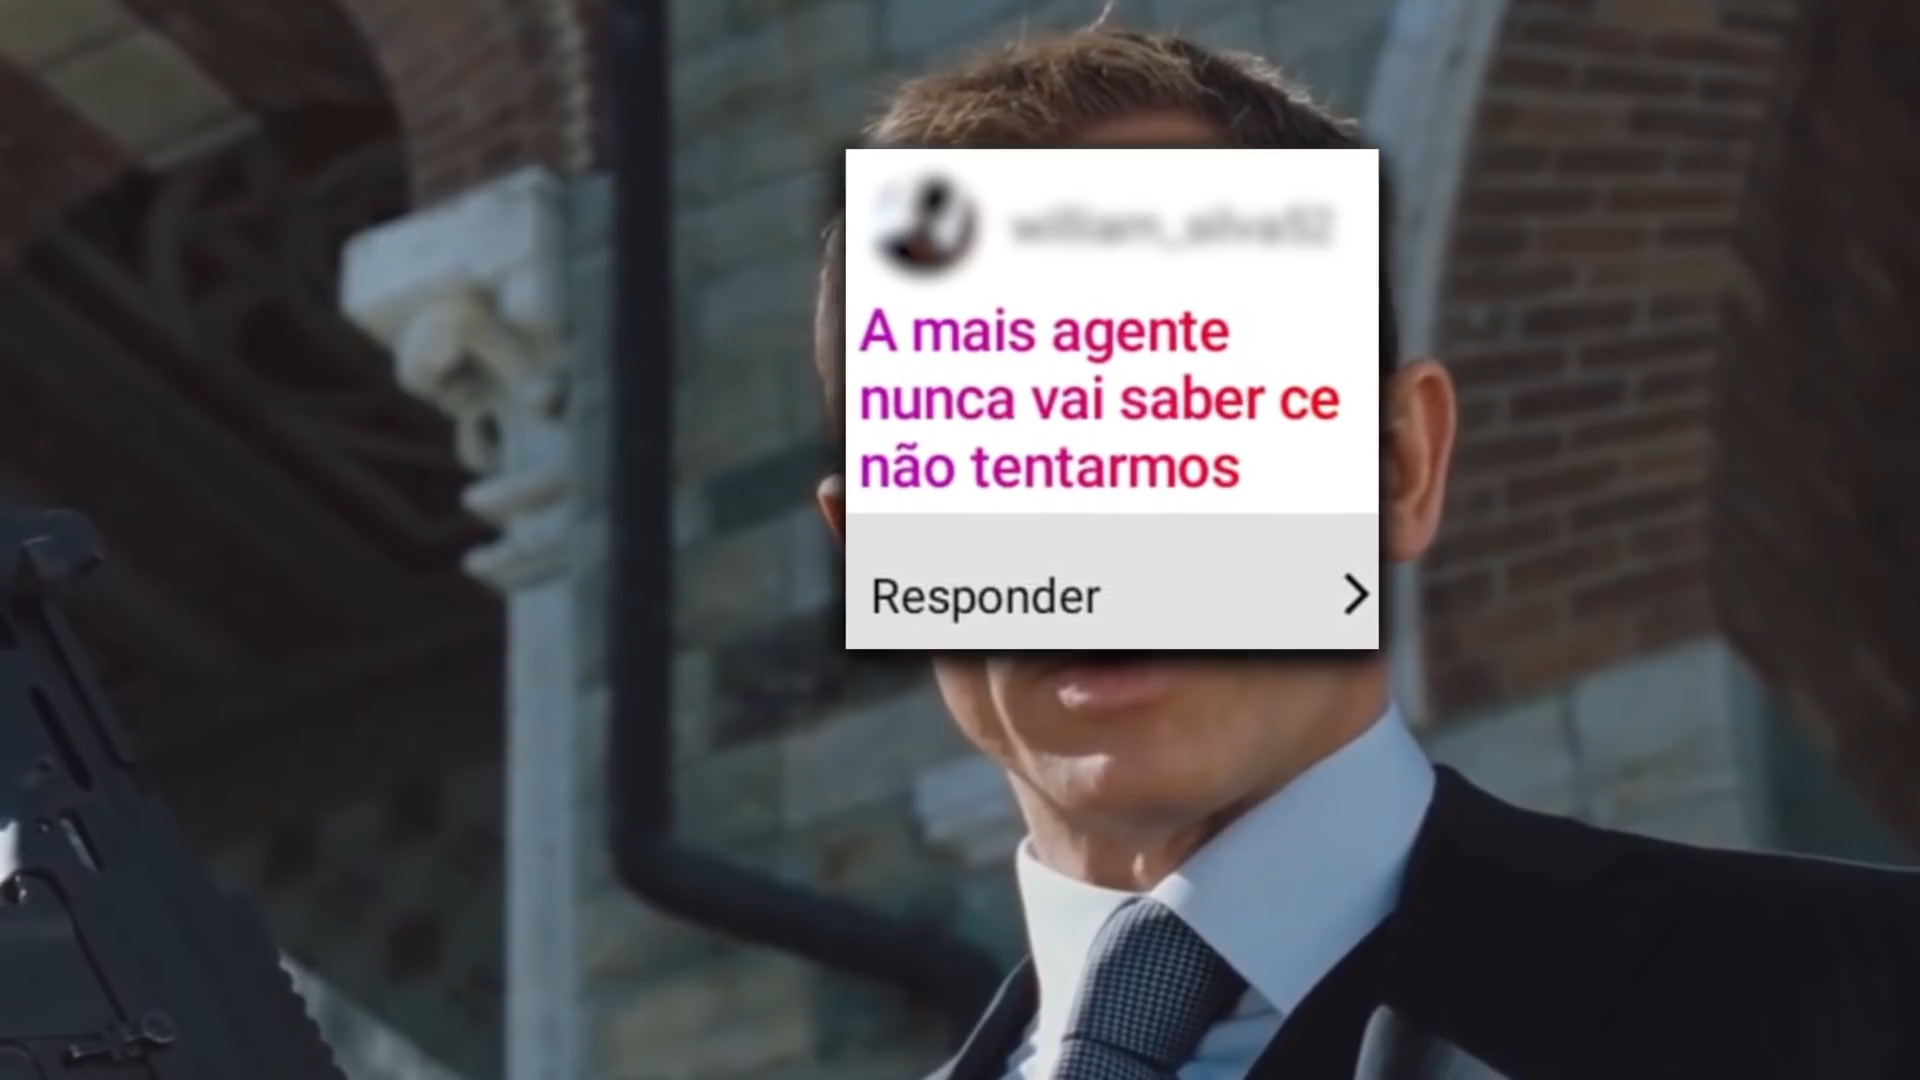 A mais agente
nunca vai saber ce
não tentarmos
Responder